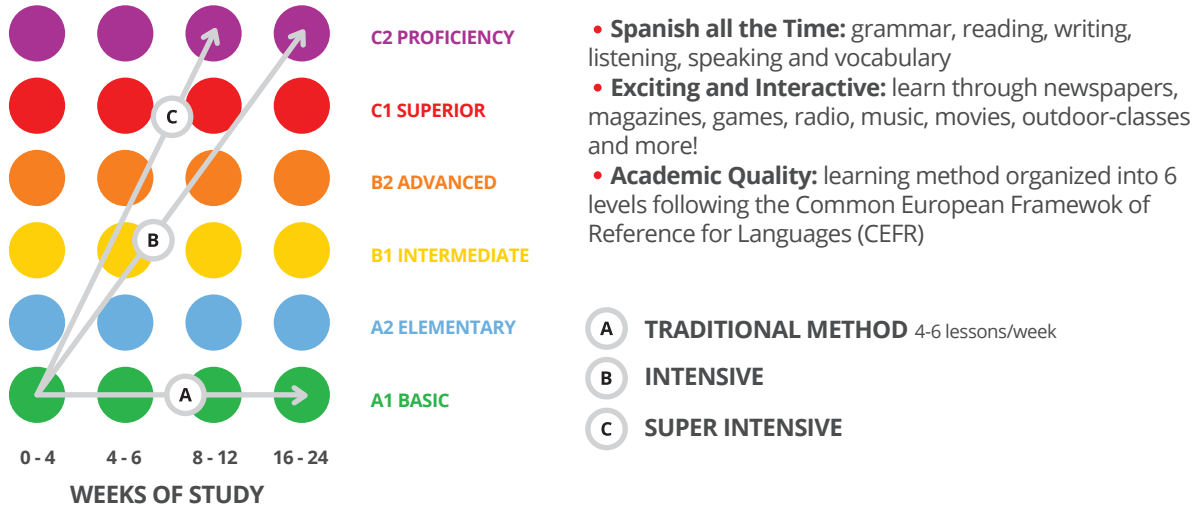 C2 PROFICIENCY
C
C1 SUPERIOR
B2 ADVANCED
B
B1 INTERMEDIATE
A2 ELEMENTARY
A
A1 BASIC
0 - 4 4 - 6 8 - 12 16 - 24
WEEKS OF STUDY
• Spanish all the Time: grammar, reading, writing,
listening, speaking and vocabulary
• Exciting and Interactive: learn through newspapers,
magazines, games, radio, music, movies, outdoor-classes
and more!
• Academic Quality: learning method organized into 6
levels following the Common European Framewok of
Reference for Languages (CEFR)
A TRADITIONAL METHOD 4-6 lessons/week
B INTENSIVE
C SUPER INTENSIVE